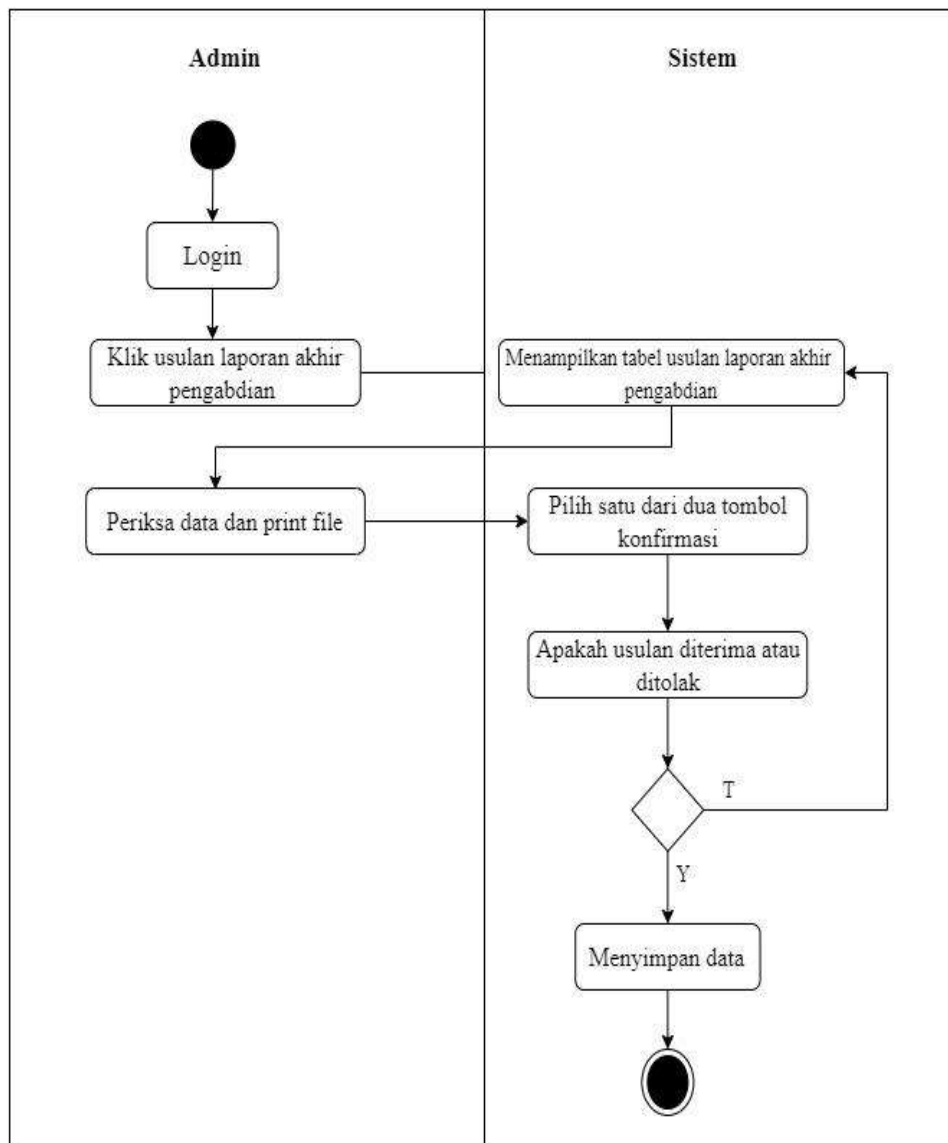 Admin
Sistem
Login
Klik usulan laporan akhir
pengabdian
Menampilkan tabel usulan laporan akhir
pengabdian
Periksa data dan print file
Pilih satu dari dua tombol
konfirmasi
Apakah usulan diterima atau
ditolak
T
Y
Menyimpan data